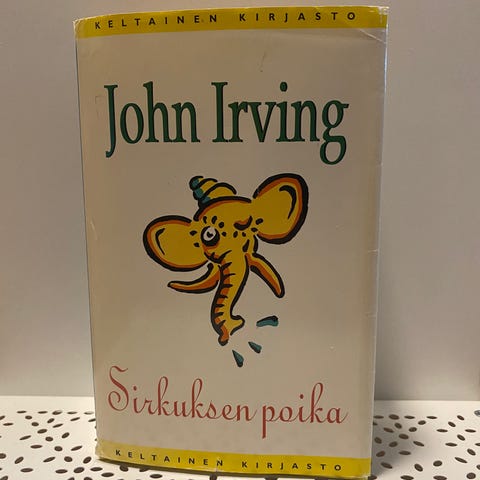 KELTAINEN KIRJASTO
John Irving
Sirkuksen poika
KELTAINEN KIRJASTO